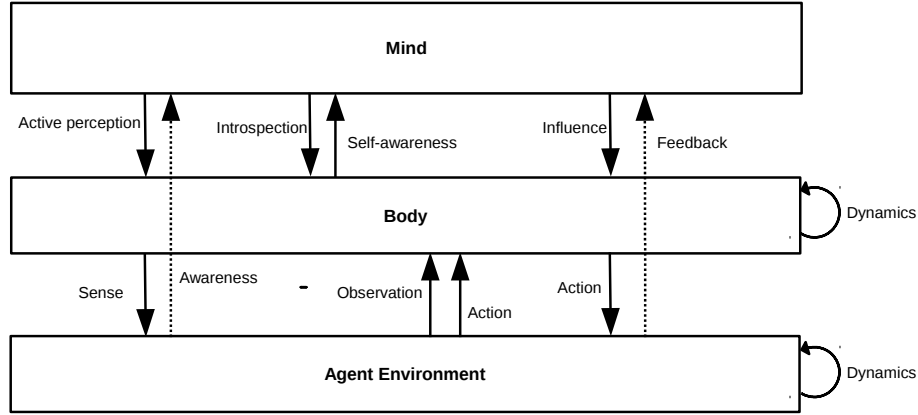 Mind
Active perception
Introspection
Self-awareness
Influence
Feedback
Body
Dynamics
Sense
Awareness
Observation
Action
Action
Agent Environment
Dynamics